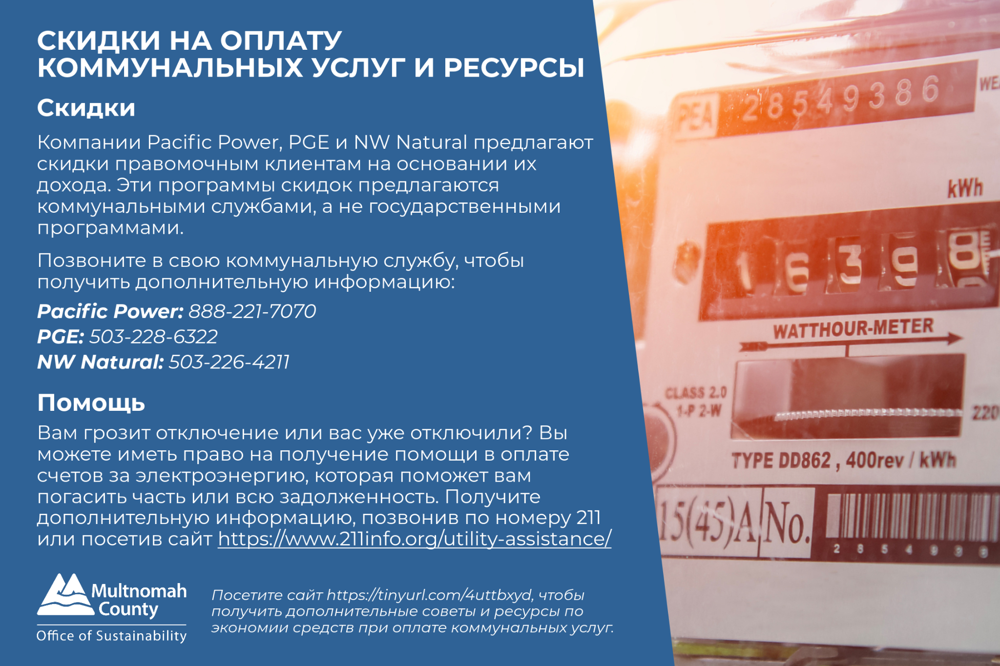 СКИДКИ НА ОПЛАТУ
КОММУНАЛЬНЫХ УСЛУГ И РЕСУРСЫ
Скидки
Компании Pacific Power, PGE и NW Natural предлагают
скидки правомочным клиентам на основании их
дохода. Эти программы скидок предлагаются
коммунальными службами, а не государственными
программами.
Позвоните в свою коммунальную службу, чтобы
получить дополнительную информацию:
Pacific Power: 888-221-7070
PGE: 503-228-6322
NW Natural: 503-226-4211
Помощь
Вам грозит отключение или вас уже отключили? Вы
можете иметь право на получение помощи в оплате
счетов за электроэнергию, которая поможет вам
погасить часть или всю задолженность. Получите
дополнительную информацию, позвонив по номеру 211
или посетив сайт https://www.211info.org/utility-assistance/
Multnomah
County
Office of Sustainability
Посетите сайт https://tinyurl.com/4uttbxyd, чтобы
получить дополнительные советы и ресурсы по
экономии средств при оплате коммунальных услуг.
PEA 28549386
kWh
1 6 3 9 8
WATTHOUR-METER
CLASS 2.0
1-P 2-W
220
TYPE DD862 , 400rev / kWh
15(45)A No.
2 8 5 4 9 3 8